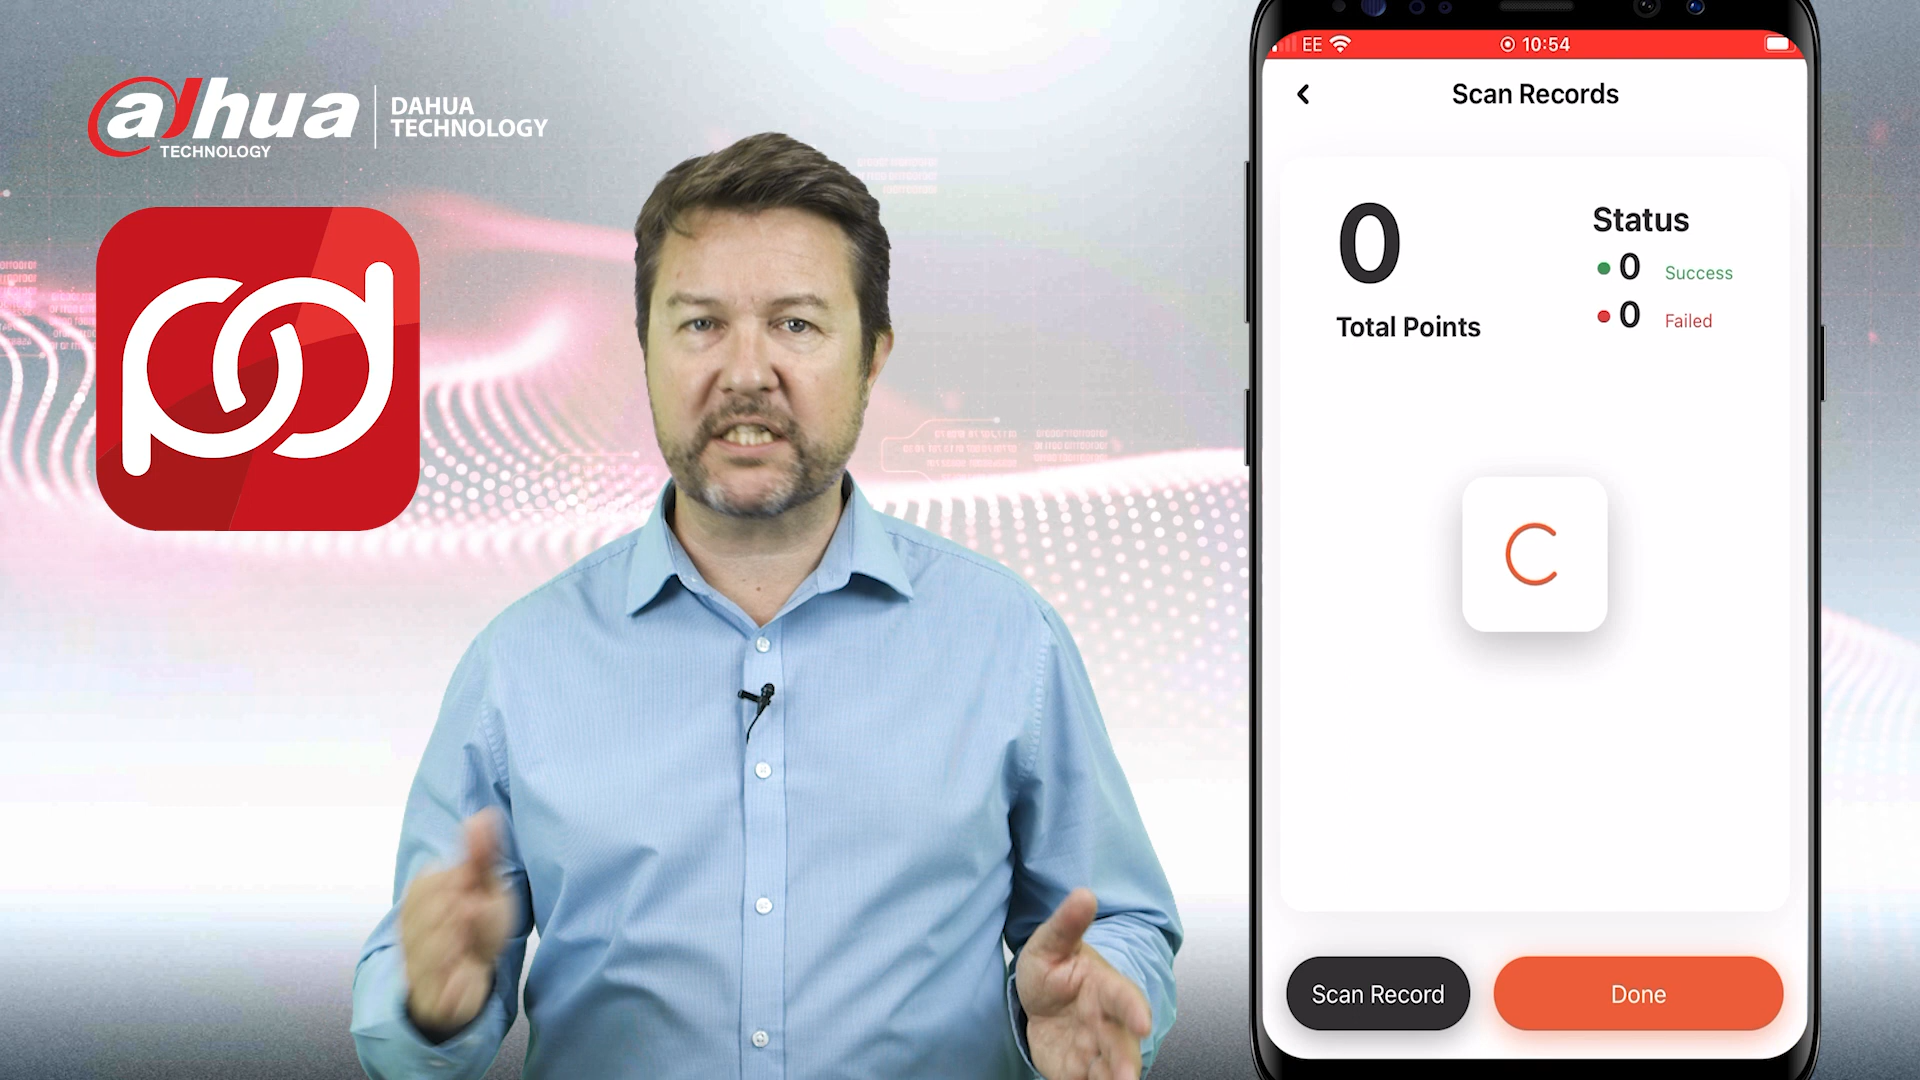 alhua
TECHNOLOGY
DAHUA
TECHNOLOGY
EE
10:54
Scan Records
0
Total Points
Status
0 Success
0 Failed
Scan Record
Done